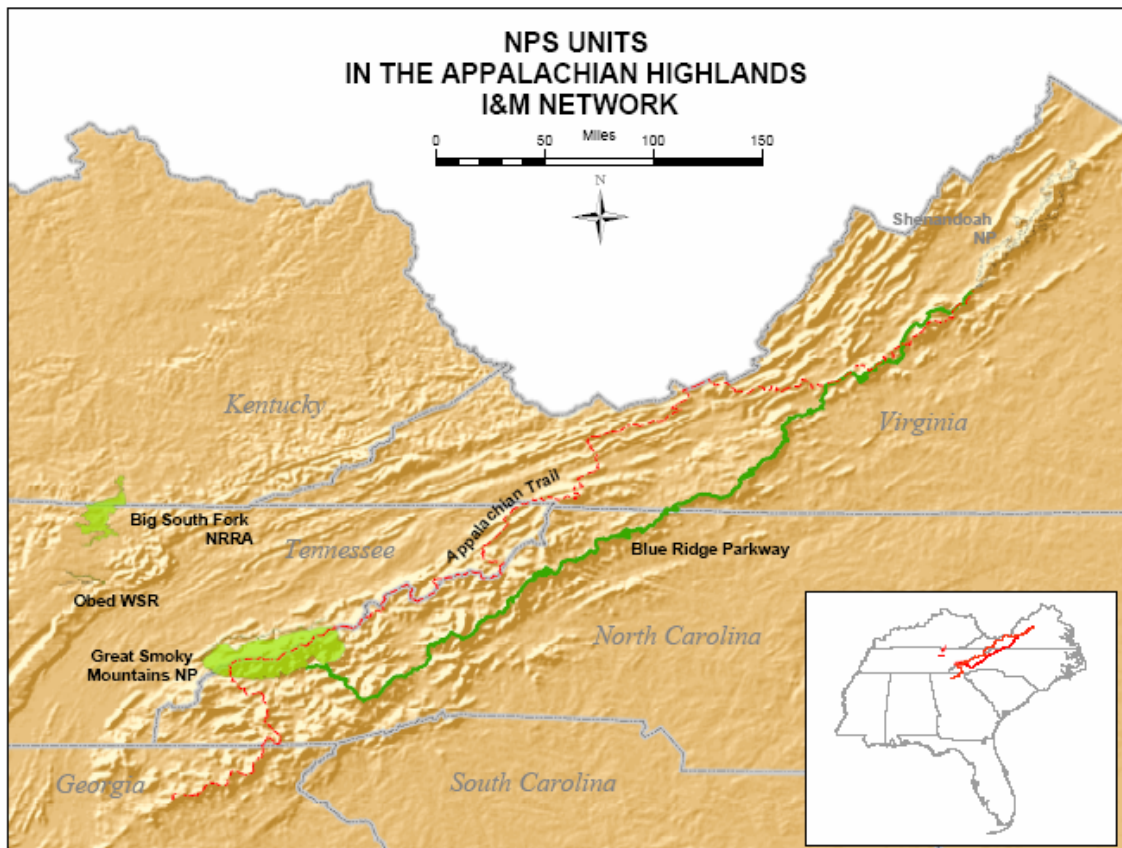 NPS UNITS
IN THE APPALACHIAN HIGHLANDS
I&M NETWORK
Miles
0 50 100 150
N
Shenandoah
NP
Kentucky
Virginia
Appalachian Trail
Big South Fork
NRRA
Tennessee
Blue Ridge Parkway
Obed WSR
North Carolina
Great Smoky
Mountains NP
Georgia
South Carolina